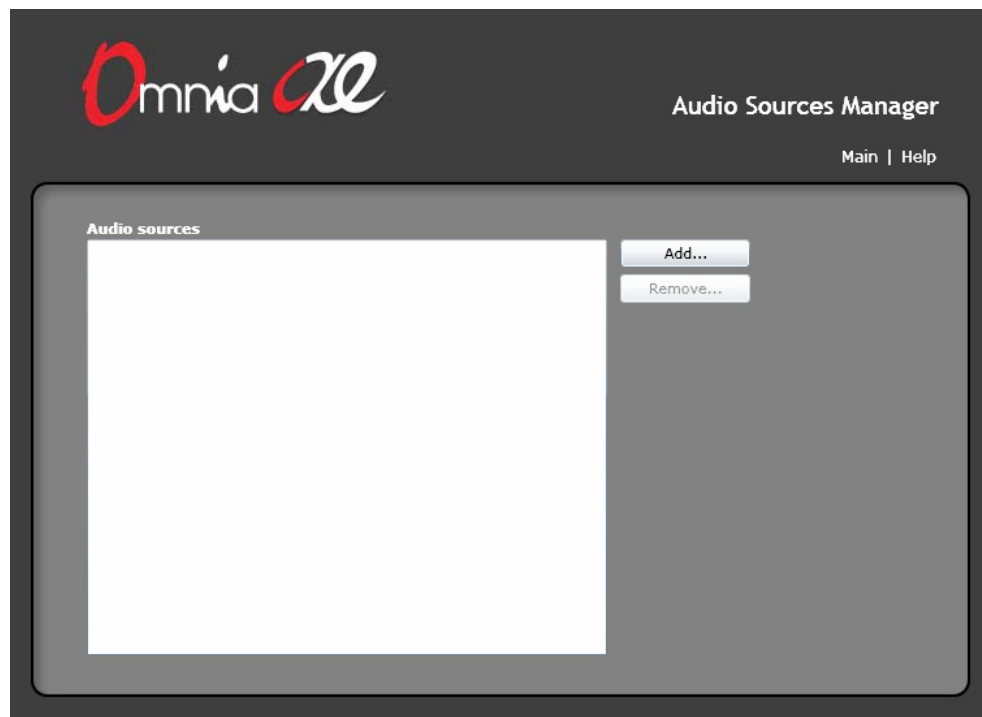 Omnia axe
Audio Sources Manager
Main | Help
Audio sources
Add...
Remove...